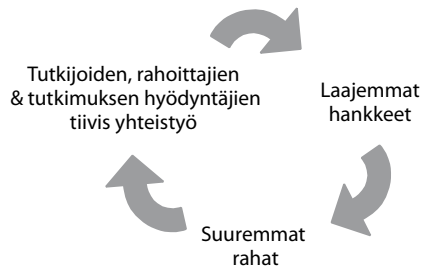 Tutkijoiden, rahoittajien
& tutkimuksen hyödyntäjien
tiivis yhteistyö
Laajemmat
hankkeet
Suuremmat
rahat